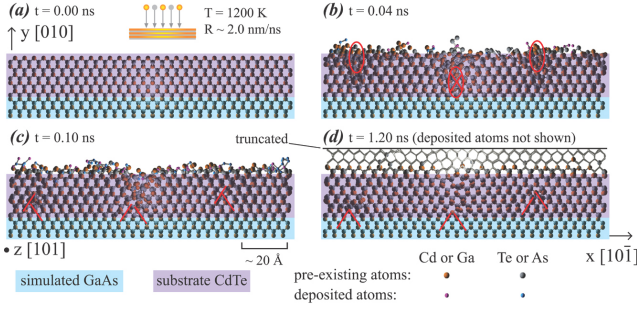 (a) t = 0.00 ns
T = 1200 K
R ~ 2.0 nm/ns
(b) t = 0.04 ns
y [010]
(c) t = 0.10 ns
truncated
(d) t = 1.20 ns (deposited atoms not shown)
z [101]
~ 20 Å
x [101̅]
simulated GaAs
substrate CdTe
Cd or Ga
Te or As
pre-existing atoms:
deposited atoms: